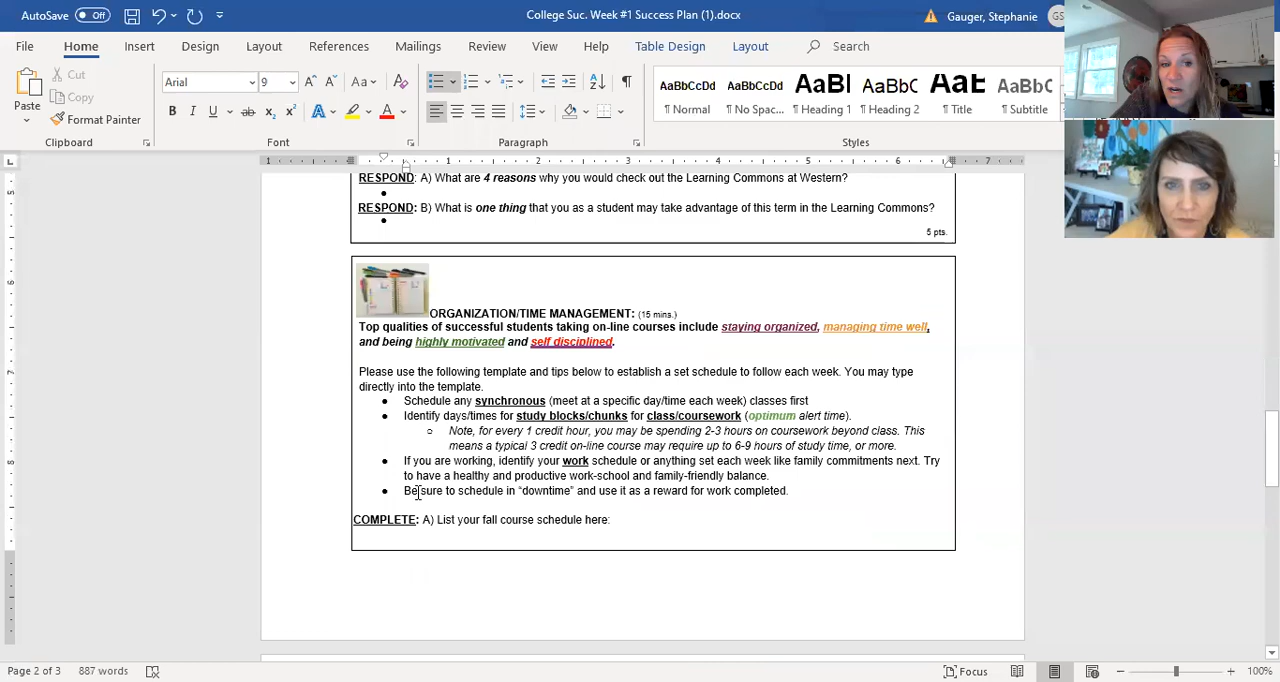 AutoSave Off College Suc. Week #1 Success Plan (1).docx Gauger, Stephanie GS
File Home Insert Design Layout References Mailings Review View Help Table Design Layout Search
Paste
Cut
Copy
Format Painter
Arial 9
AaBbCcDd AaBbCcDd AaBl AaBbC AaE AaBbCcDd
¶ Normal ¶ No Spac... ¶ Heading 1 ¶ Heading 2 ¶ Title ¶ Subtitle
Clipboard Font Paragraph Styles
1 1 2 3 4 5 6 7
RESPOND: A) What are 4 reasons why you would check out the Learning Commons at Western?
•
RESPOND: B) What is one thing that you as a student may take advantage of this term in the Learning Commons?
•
5 pts.
ORGANIZATION/TIME MANAGEMENT: (15 mins.)
Top qualities of successful students taking on-line courses include staying organized, managing time well,
and being highly motivated and self disciplined.
Please use the following template and tips below to establish a set schedule to follow each week. You may type
directly into the template.
• Schedule any synchronous (meet at a specific day/time each week) classes first
• Identify days/times for study blocks/chunks for class/coursework (optimum alert time).
○ Note, for every 1 credit hour, you may be spending 2-3 hours on coursework beyond class. This
means a typical 3 credit on-line course may require up to 6-9 hours of study time, or more.
• If you are working, identify your work schedule or anything set each week like family commitments next. Try
to have a healthy and productive work-school and family-friendly balance.
• Be sure to schedule in “downtime” and use it as a reward for work completed.
COMPLETE: A) List your fall course schedule here:
Page 2 of 3 887 words Focus 100%